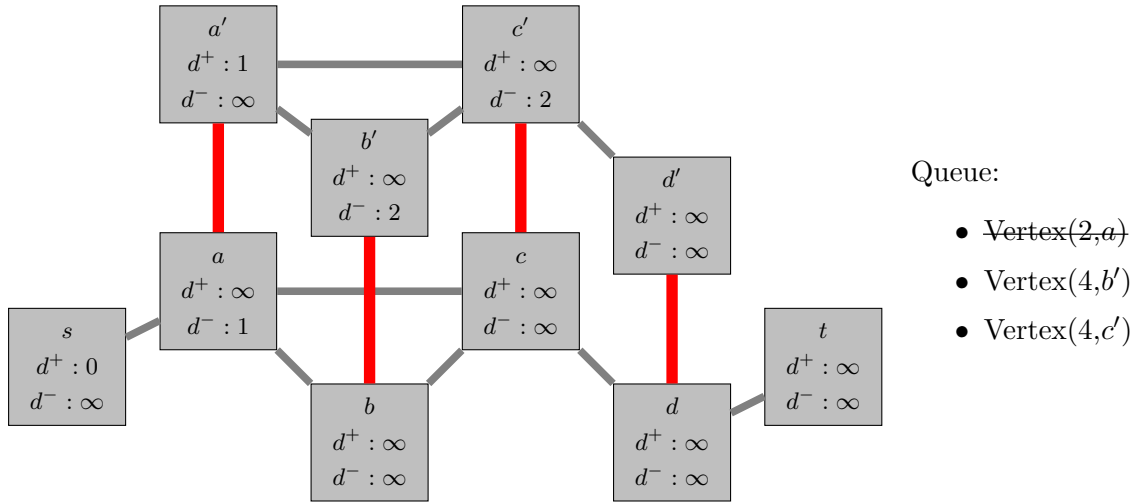 a′
d⁺ : 1
d⁻ : ∞
c′
d⁺ : ∞
d⁻ : 2
b′
d⁺ : ∞
d⁻ : 2
d′
d⁺ : ∞
d⁻ : ∞
a
d⁺ : ∞
d⁻ : 1
c
d⁺ : ∞
d⁻ : ∞
s
d⁺ : 0
d⁻ : ∞
b
d⁺ : ∞
d⁻ : ∞
d
d⁺ : ∞
d⁻ : ∞
t
d⁺ : ∞
d⁻ : ∞
Queue:
• Vertex(2,a)
• Vertex(4,b′)
• Vertex(4,c′)